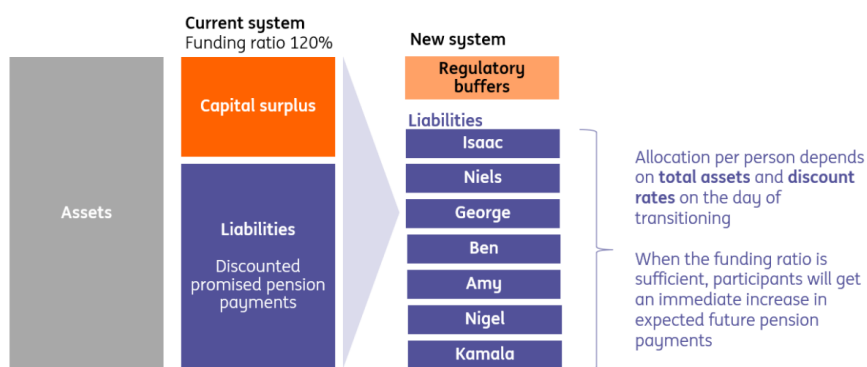 Current system
Funding ratio 120%
New system
Assets
Capital surplus
Liabilities
Discounted
promised pension
payments
Regulatory
buffers
Liabilities
Isaac
Niels
George
Ben
Amy
Nigel
Kamala
Allocation per person depends
on total assets and discount
rates on the day of
transitioning
When the funding ratio is
sufficient, participants will get
an immediate increase in
expected future pension
payments